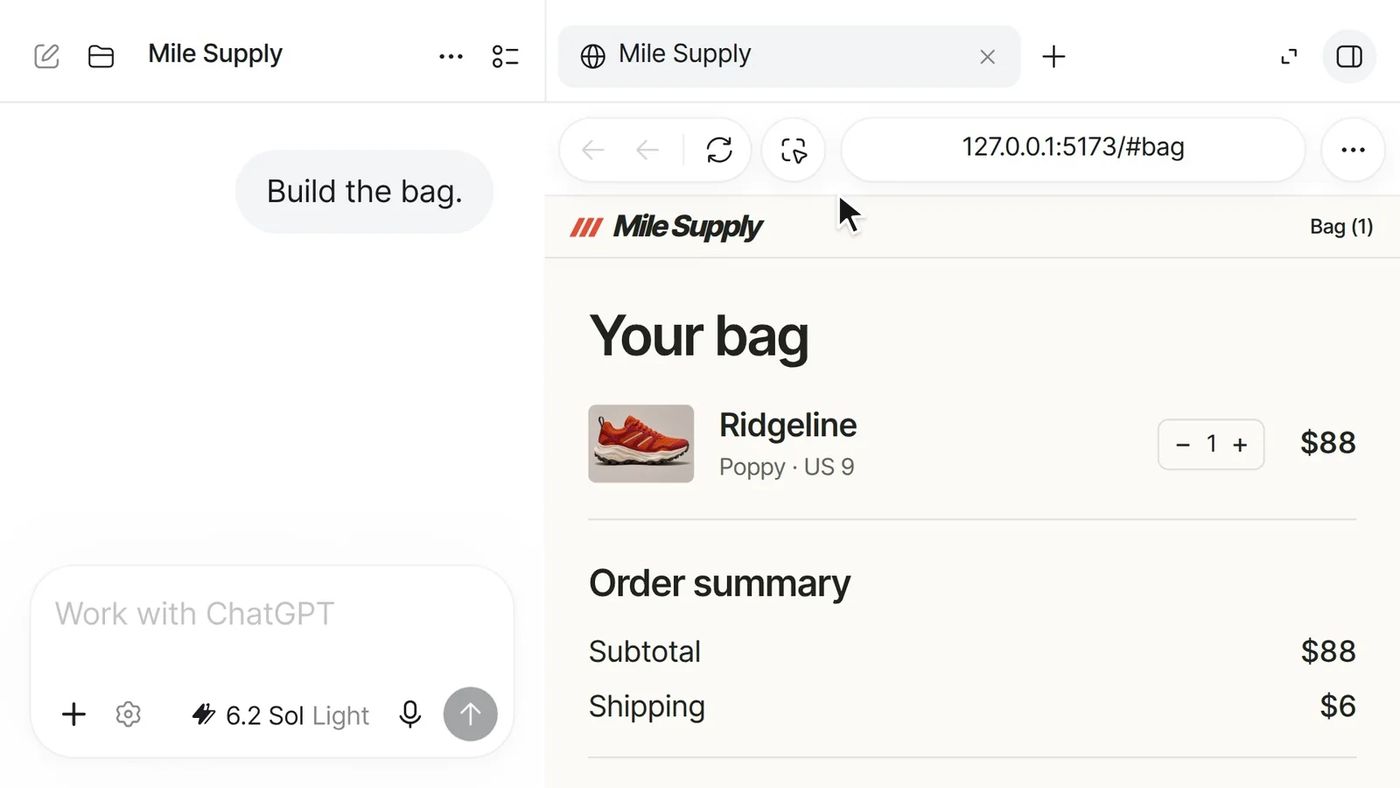 Mile Supply
Mile Supply
Build the bag.
127.0.0.1:5173/#bag
Mile Supply
Bag (1)
Your bag
Ridgeline
Poppy · US 9
− 1 +
$88
Order summary
Subtotal
$88
Shipping
$6
Work with ChatGPT
6.2 Sol Light